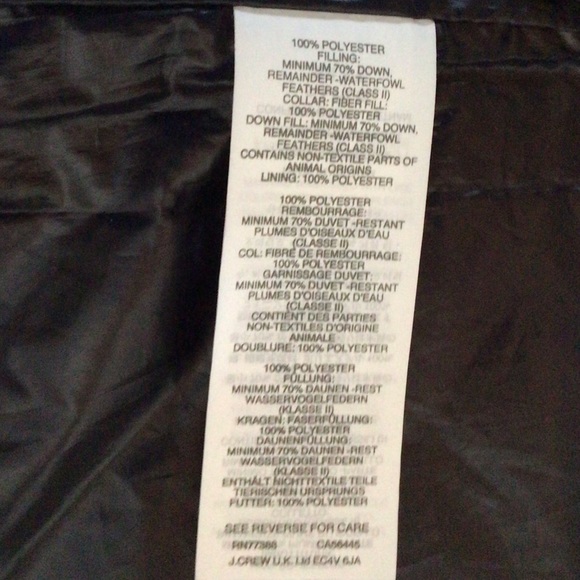 100% POLYESTER
FILLING:
MINIMUM 70% DOWN,
REMAINDER -WATERFOWL
FEATHERS (CLASS II)
COLLAR: FIBER FILL:
100% POLYESTER
DOWN FILL: MINIMUM 70% DOWN,
REMAINDER -WATERFOWL
FEATHERS (CLASS II)
CONTAINS NON-TEXTILE PARTS OF
ANIMAL ORIGINS
LINING: 100% POLYESTER
100% POLYESTER
REMBOURRAGE:
MINIMUM 70% DUVET -RESTANT
PLUMES D'OISEAUX D'EAU
(CLASSE II)
COL: FIBRE DE REMBOURRAGE:
100% POLYESTER
GARNISSAGE DUVET:
MINIMUM 70% DUVET -RESTANT
PLUMES D'OISEAUX D'EAU
(CLASSE II)
CONTIENT DES PARTIES
NON-TEXTILES D'ORIGINE
ANIMALE
DOUBLURE: 100% POLYESTER
100% POLYESTER
FÜLLUNG:
MINIMUM 70% DAUNEN -REST
WASSERVOGELFEDERN
(KLASSE II)
KRAGEN: FASERFÜLLUNG:
100% POLYESTER
DAUNENFÜLLUNG:
MINIMUM 70% DAUNEN -REST
WASSERVOGELFEDERN
(KLASSE II)
ENTHÄLT NICHTTEXTILE TEILE
TIERISCHEN URSPRUNGS
FUTTER: 100% POLYESTER
SEE REVERSE FOR CARE
RN77388 CA56445
J.CREW U.K. Ltd EC4V 6JA